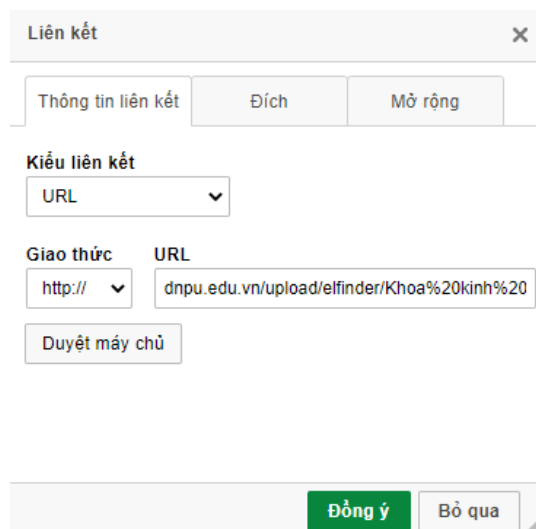 Liên kết
Thông tin liên kết Đích Mở rộng
Kiểu liên kết
URL
Giao thức URL
http:// dnpu.edu.vn/upload/elfinder/Khoa%20kinh%20
Duyệt máy chủ
Đồng ý Bỏ qua